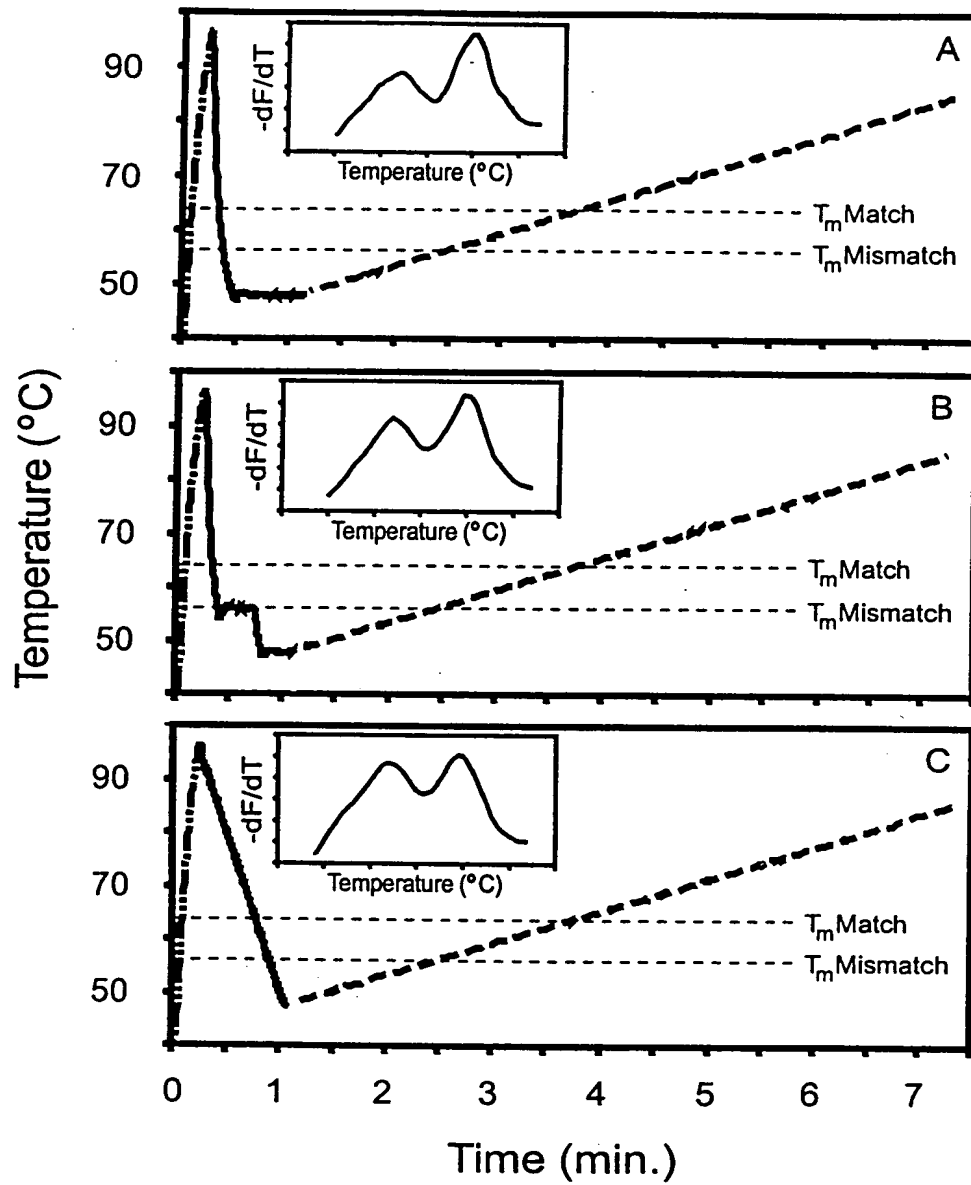 A
90
70
50
-dF/dT
Temperature (°C)
TmMatch
TmMismatch
B
90
70
50
-dF/dT
Temperature (°C)
TmMatch
TmMismatch
C
90
70
50
-dF/dT
Temperature (°C)
TmMatch
TmMismatch
Temperature (°C)
0 1 2 3 4 5 6 7
Time (min.)